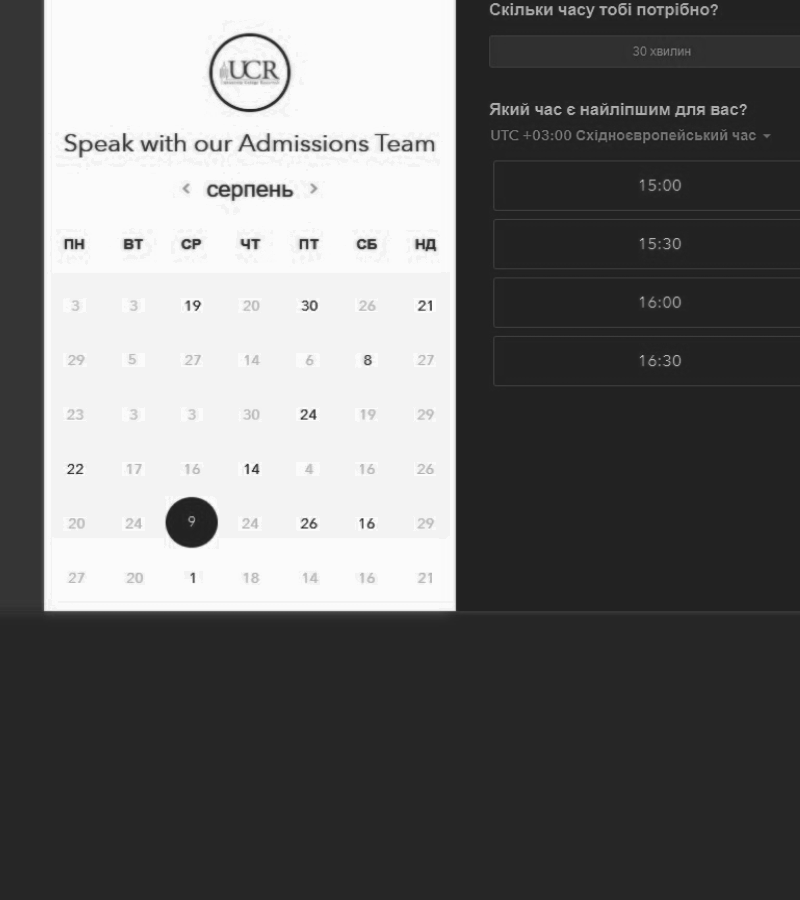 UCR
Speak with our Admissions Team
< серпень >
ПН ВТ СР ЧТ ПТ СБ НД
3 3 19 20 30 26 21
29 5 27 14 6 8 27
23 3 3 30 24 19 29
22 17 16 14 4 16 26
20 24 9 24 26 16 29
27 20 1 18 14 16 21
Скільки часу тобі потрібно?
30 хвилин
Який час є найліпшим для вас?
UTC +03:00 Східноєвропейський час
15:00
15:30
16:00
16:30